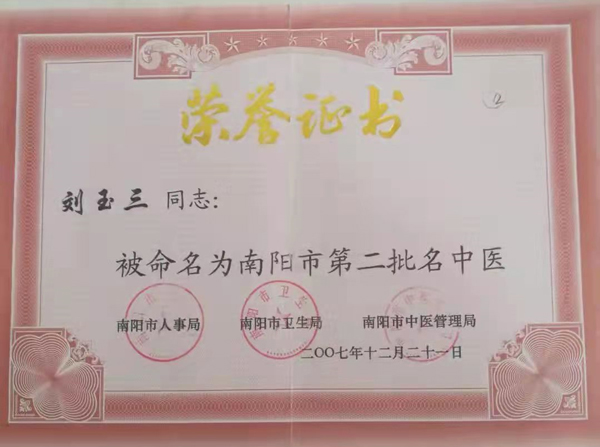 荣誉证书
12
刘玉三 同志：
被命名为南阳市第二批名中医
南阳市人事局 南阳市卫生局 南阳市中医管理局
二〇〇七年十二月二十一日